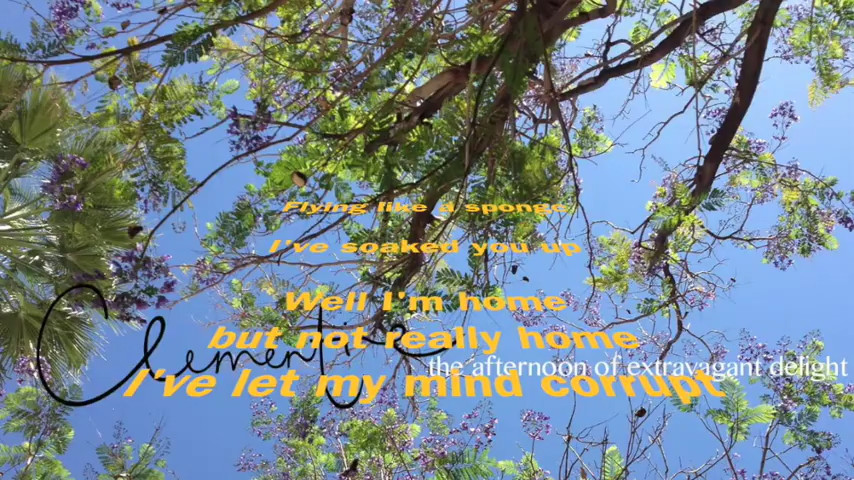 Flying like a sponge
I've soaked you up
Well I'm home
but not really home
Clementine
the afternoon of extravagant delight
I've let my mind corrupt